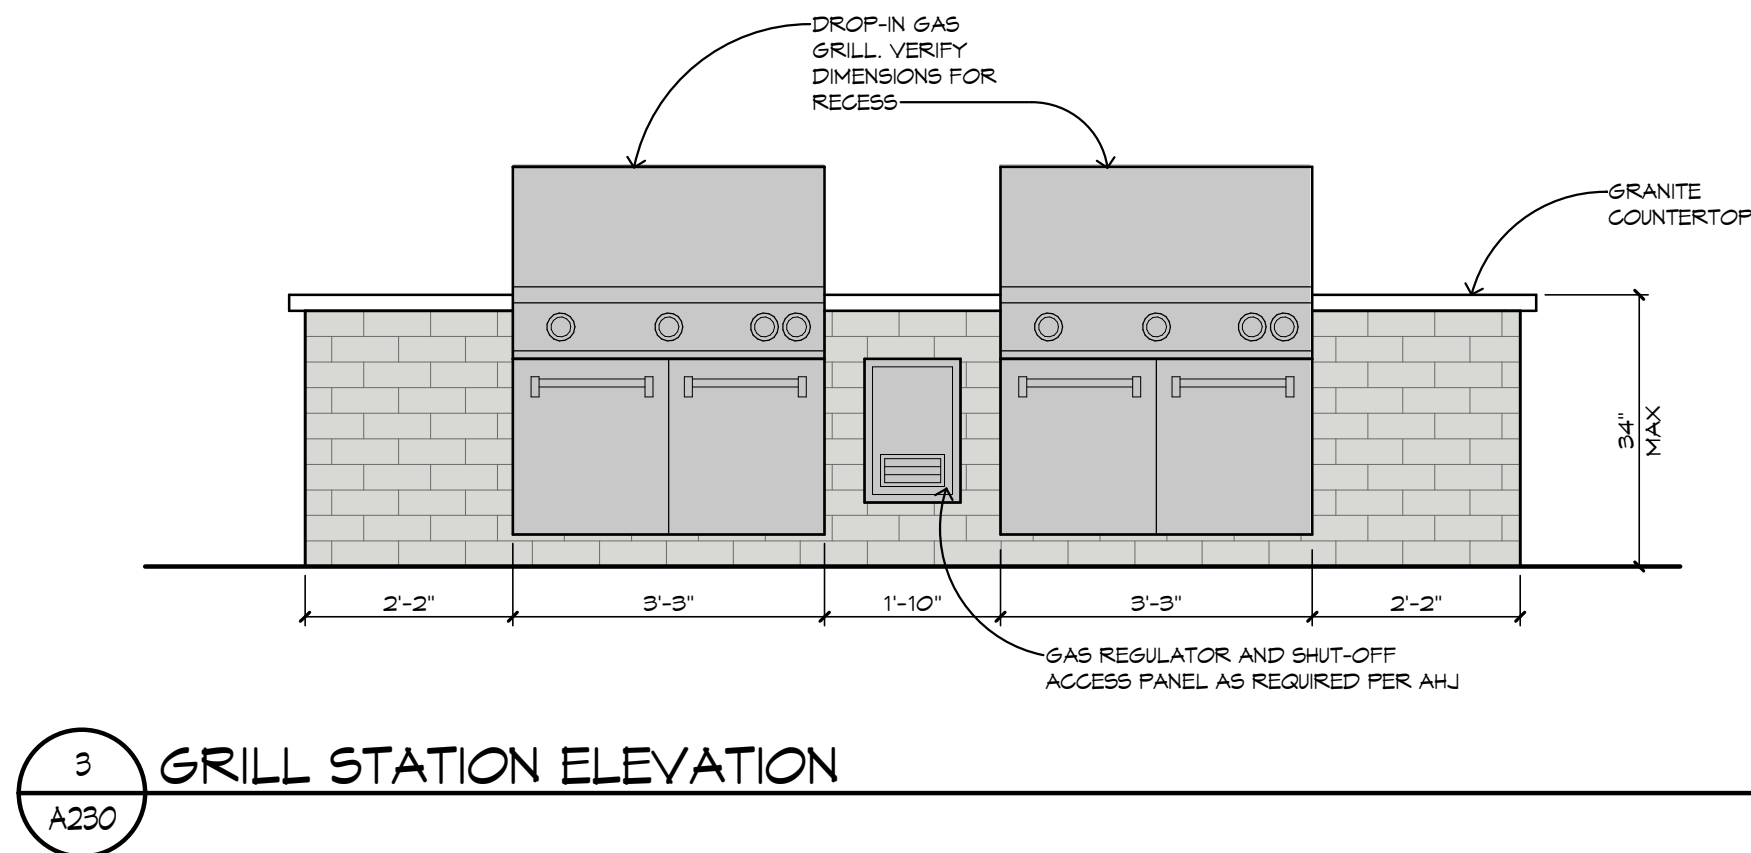 DROP-IN GAS
GRILL. VERIFY
DIMENSIONS FOR
RECESS
GRANITE
COUNTERTOP
34"
MAX
2'-2"
3'-3"
1'-10"
3'-3"
2'-2"
GAS REGULATOR AND SHUT-OFF
ACCESS PANEL AS REQUIRED PER AHJ
3
GRILL STATION ELEVATION
A230